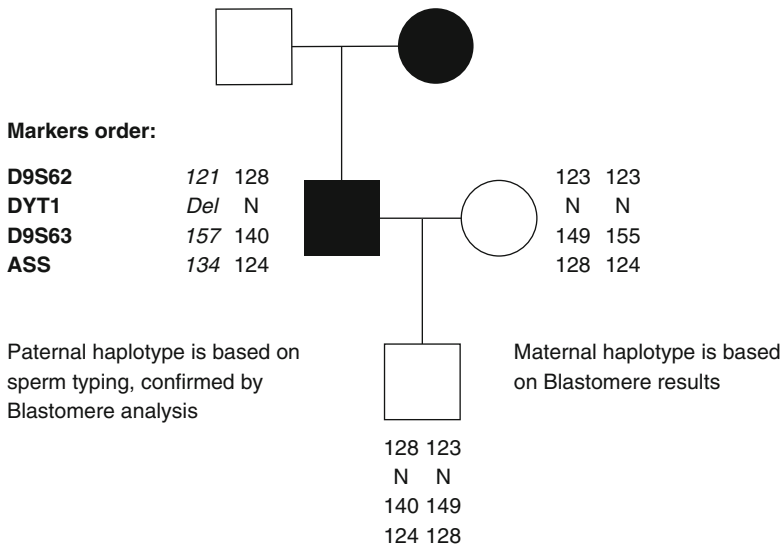 Markers order:
D9S62 121 128 123 123
DYT1 Del N N N
D9S63 157 140 149 155
ASS 134 124 128 124
Paternal haplotype is based on
sperm typing, confirmed by
Blastomere analysis
Maternal haplotype is based
on Blastomere results
128 123
N N
140 149
124 128